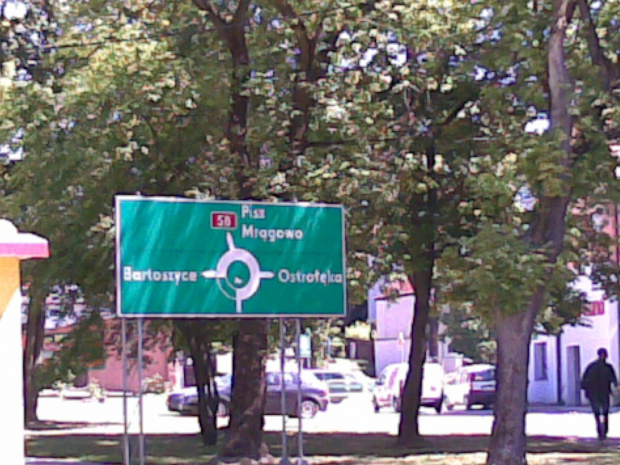 58 Pisz
Mrągowo
Bartoszyce
Ostrołęka